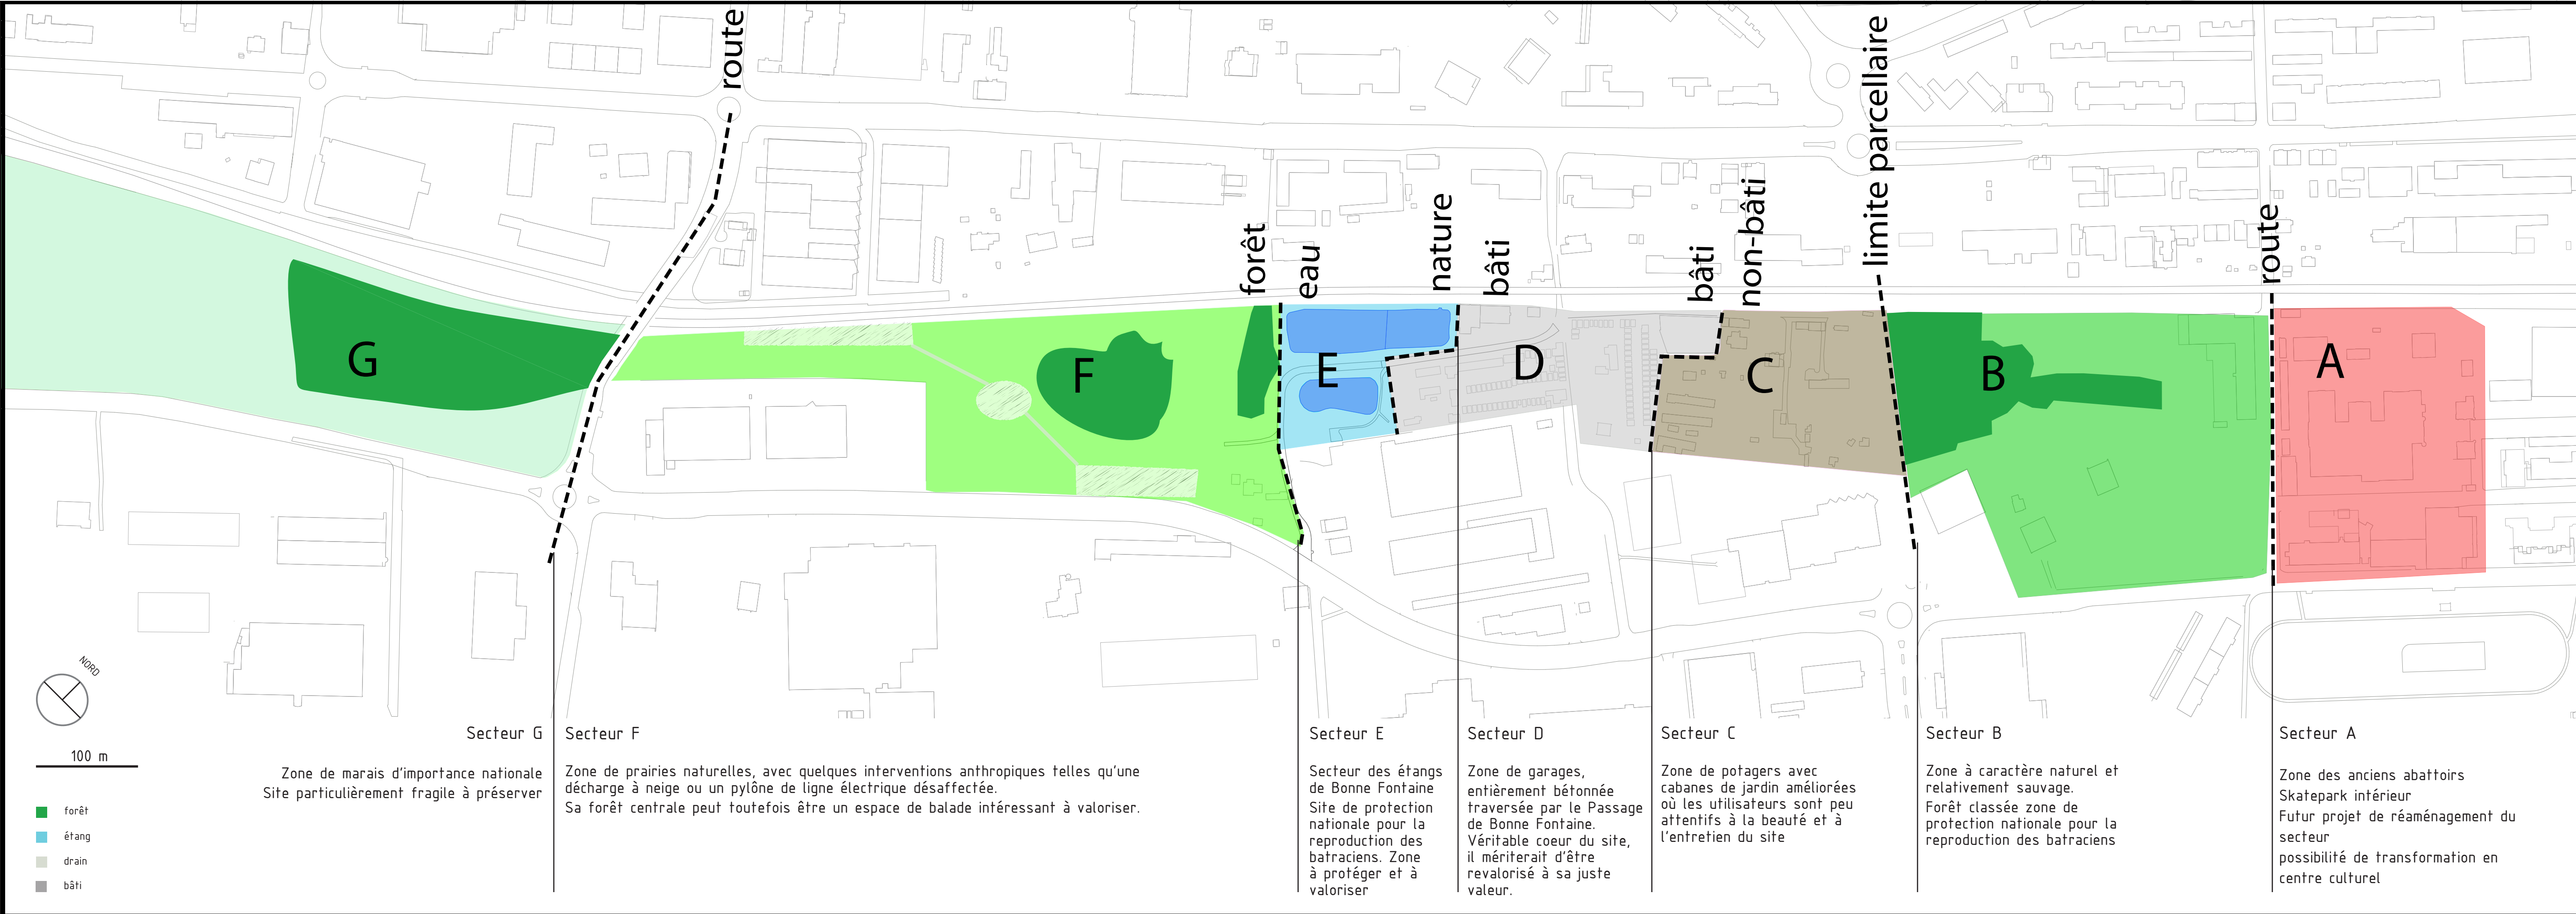 route
limite parcellaire
forêt
eau
nature
bâti
bâti
non-bâti
route
G
F
E
D
C
B
A
NORD
100 m
forêt
étang
drain
bâti
Secteur G
Zone de marais d'importance nationale
Site particulièrement fragile à préserver
Secteur F
Zone de prairies naturelles, avec quelques interventions anthropiques telles qu'une
décharge à neige ou un pylône de ligne électrique désaffectée.
Sa forêt centrale peut toutefois être un espace de balade intéressant à valoriser.
Secteur E
Secteur des étangs
de Bonne Fontaine
Site de protection
nationale pour la
reproduction des
batraciens. Zone
à protéger et à
valoriser
Secteur D
Zone de garages,
entièrement bétonnée
traversée par le Passage
de Bonne Fontaine.
Véritable coeur du site,
il mériterait d'être
revalorisé à sa juste
valeur.
Secteur C
Zone de potagers avec
cabanes de jardin améliorées
où les utilisateurs sont peu
attentifs à la beauté et à
l'entretien du site
Secteur B
Zone à caractère naturel et
relativement sauvage.
Forêt classée zone de
protection nationale pour la
reproduction des batraciens
Secteur A
Zone des anciens abattoirs
Skatepark intérieur
Futur projet de réaménagement du
secteur
possibilité de transformation en
centre culturel